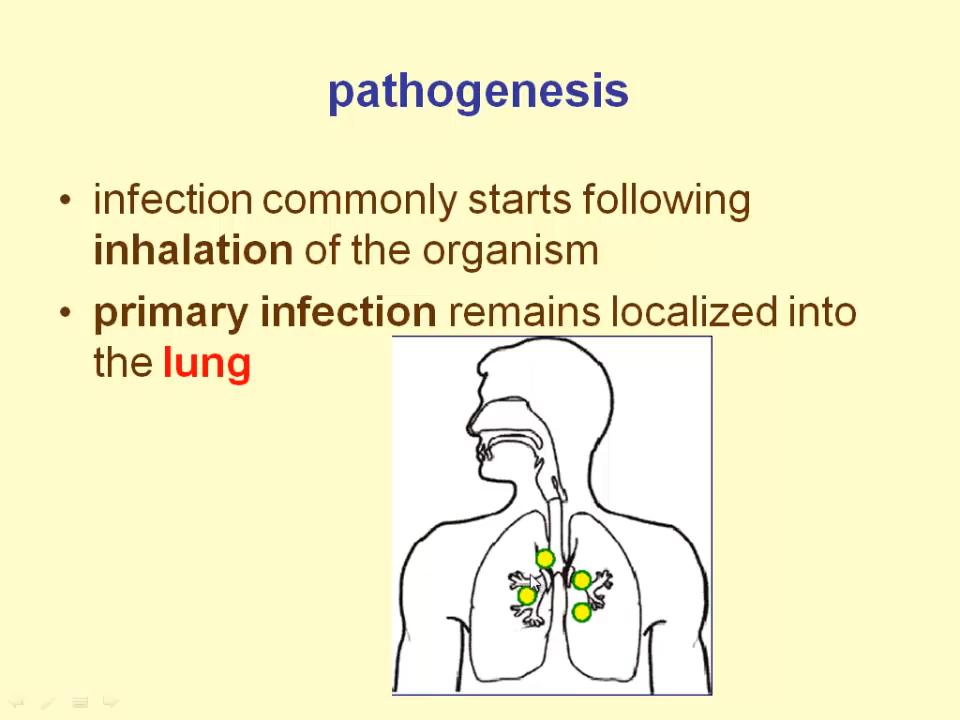 pathogenesis
• infection commonly starts following
inhalation of the organism
• primary infection remains localized into
the lung